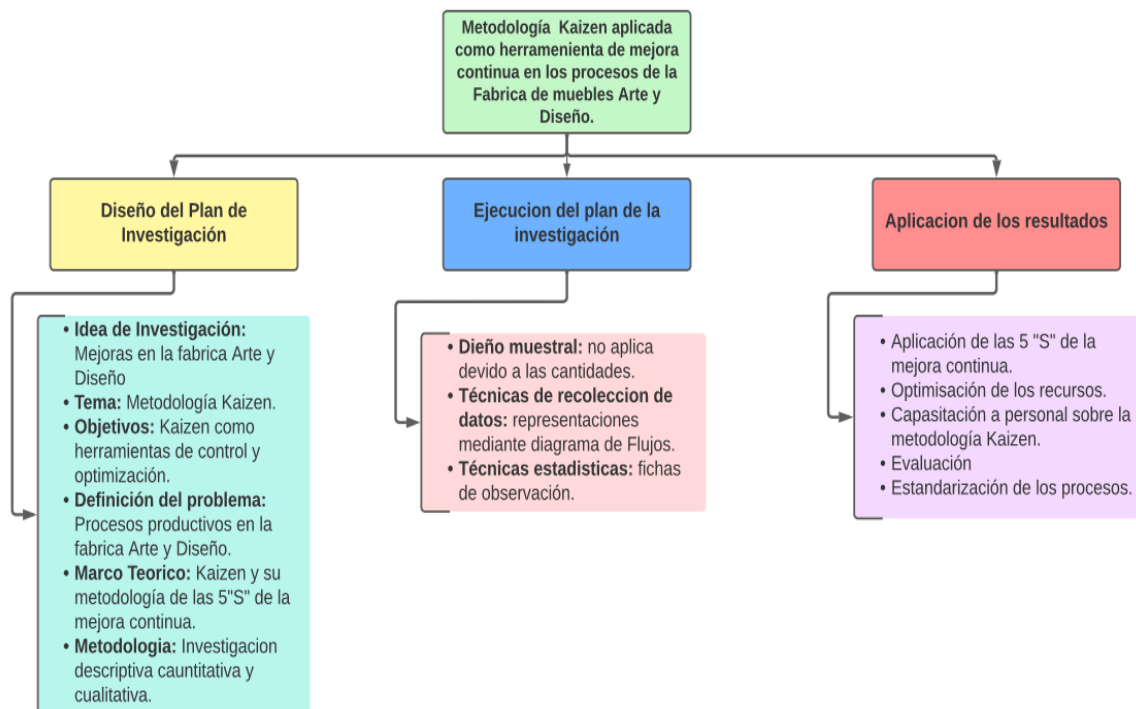 Metodología Kaizen aplicada
como herramenienta de mejora
continua en los procesos de la
Fabrica de muebles Arte y
Diseño.
Diseño del Plan de
Investigación
Ejecucion del plan de la
investigación
Aplicacion de los resultados
• Idea de Investigación:
Mejoras en la fabrica Arte y
Diseño
• Tema: Metodología Kaizen.
• Objetivos: Kaizen como
herramientas de control y
optimización.
• Definición del problema:
Procesos productivos en la
fabrica Arte y Diseño.
• Marco Teorico: Kaizen y su
metodología de las 5"S" de la
mejora continua.
• Metodologia: Investigacion
descriptiva cauntitativa y
cualitativa.
• Dieño muestral: no aplica
devido a las cantidades.
• Técnicas de recoleccion de
datos: representaciones
mediante diagrama de Flujos.
• Técnicas estadisticas: fichas
de observación.
• Aplicación de las 5 "S" de la
mejora continua.
• Optimisación de los recursos.
• Capasitación a personal sobre la
metodología Kaizen.
• Evaluación
• Estandarización de los procesos.